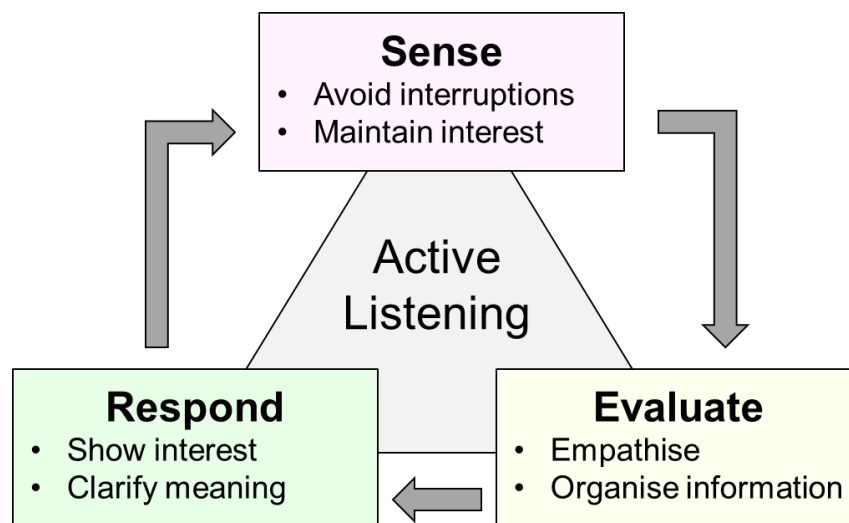 Sense
• Avoid interruptions
• Maintain interest
Active
Listening
Respond
• Show interest
• Clarify meaning
Evaluate
• Empathise
• Organise information